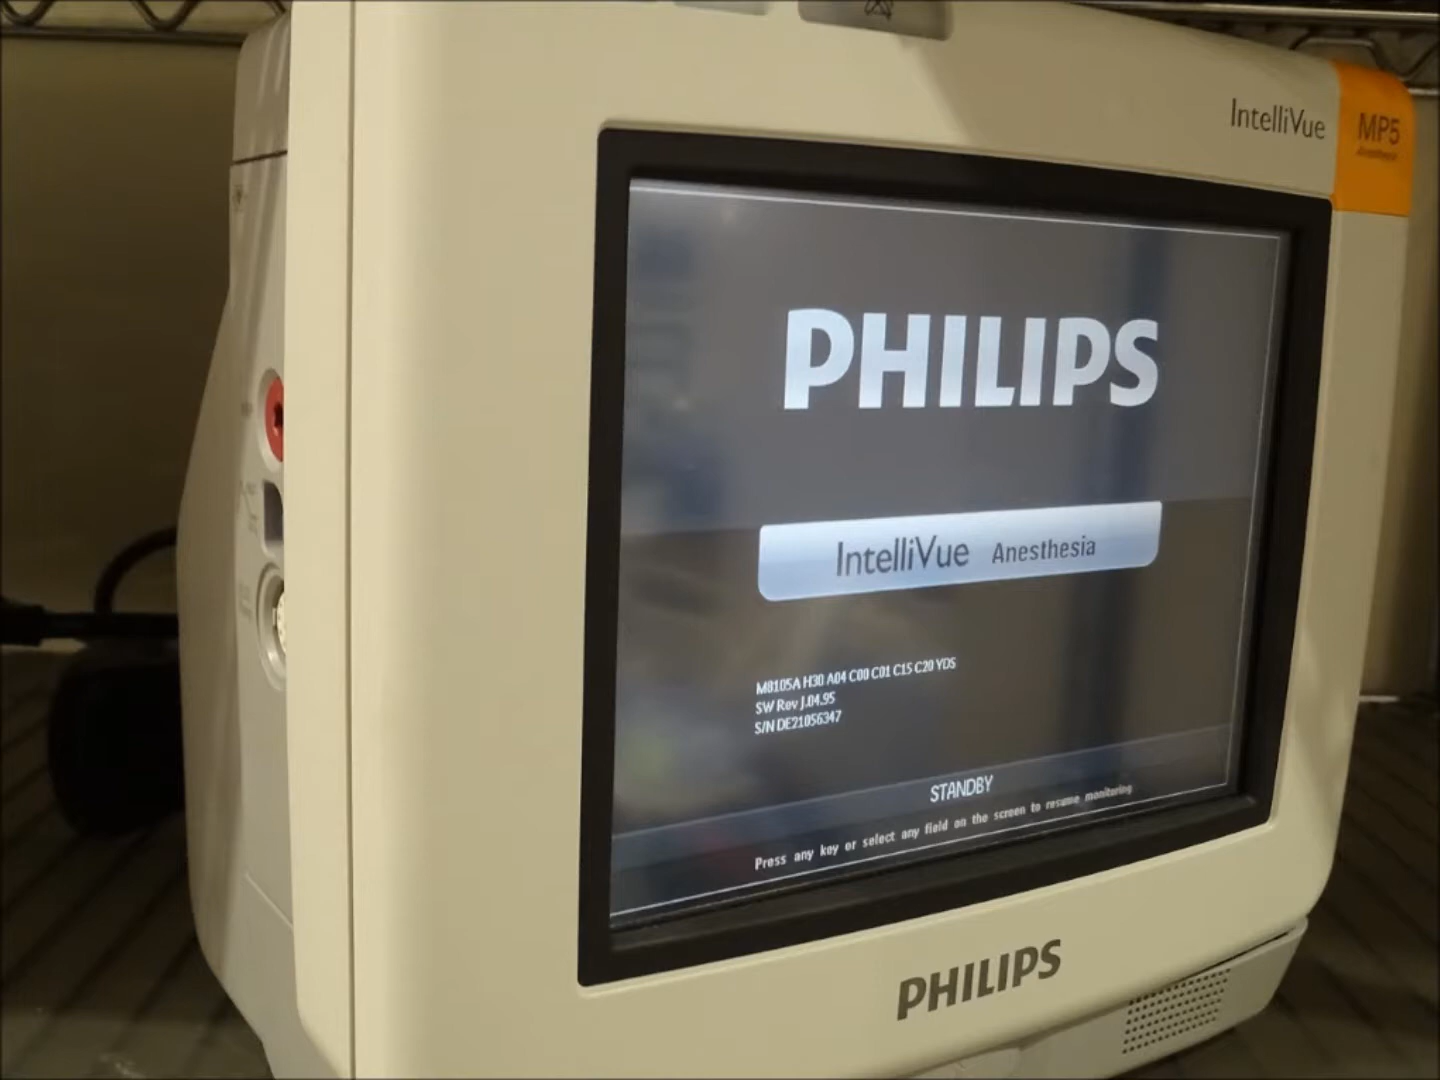 IntelliVue
MP5
Anesthesia
PHILIPS
IntelliVue Anesthesia
M8105A H30 A04 C00 C01 C15 C20 YDS
SW Rev J.04.95
S/N DE21056347
STANDBY
Press any key or select any field on the screen to resume monitoring
PHILIPS